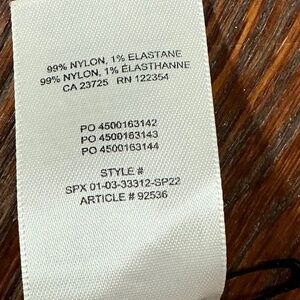 99% NYLON, 1% ELASTANE
99% NYLON, 1% ÉLASTHANNE
CA 23725 RN 122354
PO 4500163142
PO 4500163143
PO 4500163144
STYLE #
SPX 01-03-33312-SP22
ARTICLE # 92536